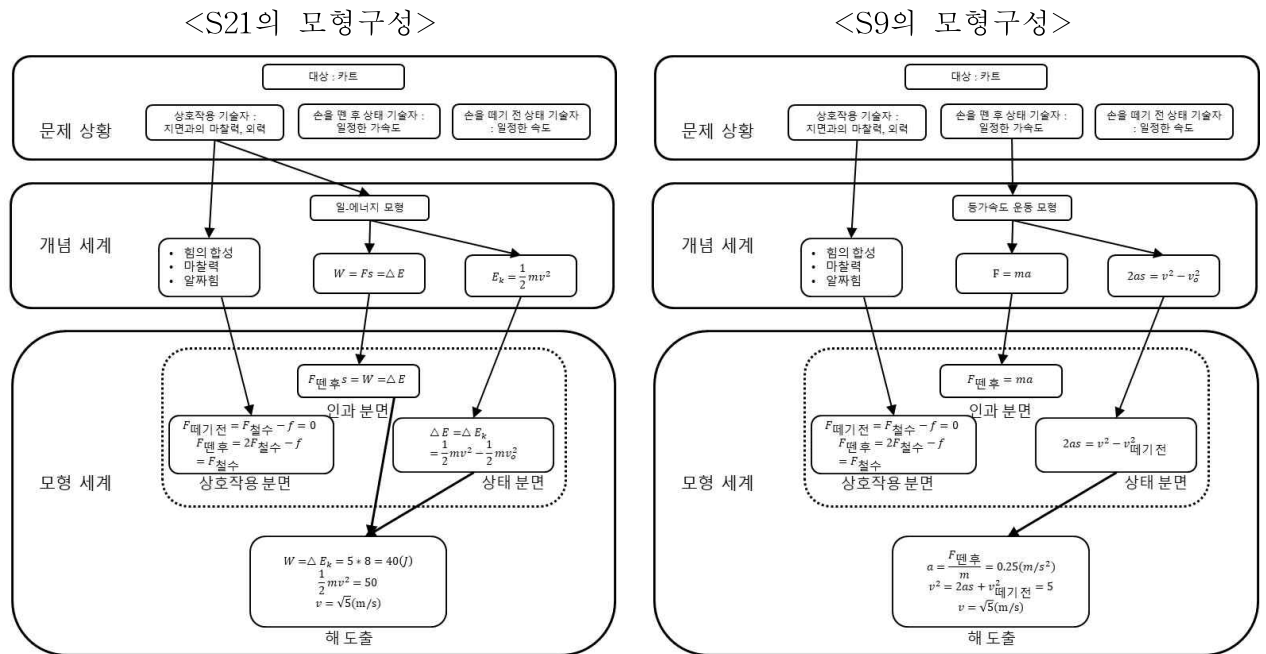 <S21의 모형구성>
대상 : 카트
문제 상황
상호작용 기술자 :
지면과의 마찰력, 외력
손을 뗀 후 상태 기술자 :
일정한 가속도
손을 떼기 전 상태 기술자
: 일정한 속도
일-에너지 모형
개념 세계
• 힘의 합성
• 마찰력
• 알짜힘
W = Fs = △E
E_k = 1/2 mv²
모형 세계
F뗀 후 s = W = △E
인과 분면
F떼기 전 = F철수 − f = 0
F뗀후 = 2F철수 − f
= F철수
상호작용 분면
△E = △E_k
= 1/2 mv² − 1/2 mv_o²
상태 분면
W = △E_k = 5 * 8 = 40(J)
1/2 mv² = 50
v = √5(m/s)
해 도출
<S9의 모형구성>
대상 : 카트
문제 상황
상호작용 기술자 :
지면과의 마찰력, 외력
손을 뗀 후 상태 기술자 :
일정한 가속도
손을 떼기 전 상태 기술자
: 일정한 속도
등가속도 운동 모형
개념 세계
• 힘의 합성
• 마찰력
• 알짜힘
F = ma
2as = v² − v_o²
모형 세계
F뗀 후 = ma
인과 분면
F떼기 전 = F철수 − f = 0
F뗀후 = 2F철수 − f
= F철수
상호작용 분면
2as = v² − v²떼기 전
상태 분면
a = F뗀 후/m = 0.25(m/s²)
v² = 2as + v²떼기 전 = 5
v = √5(m/s)
해 도출